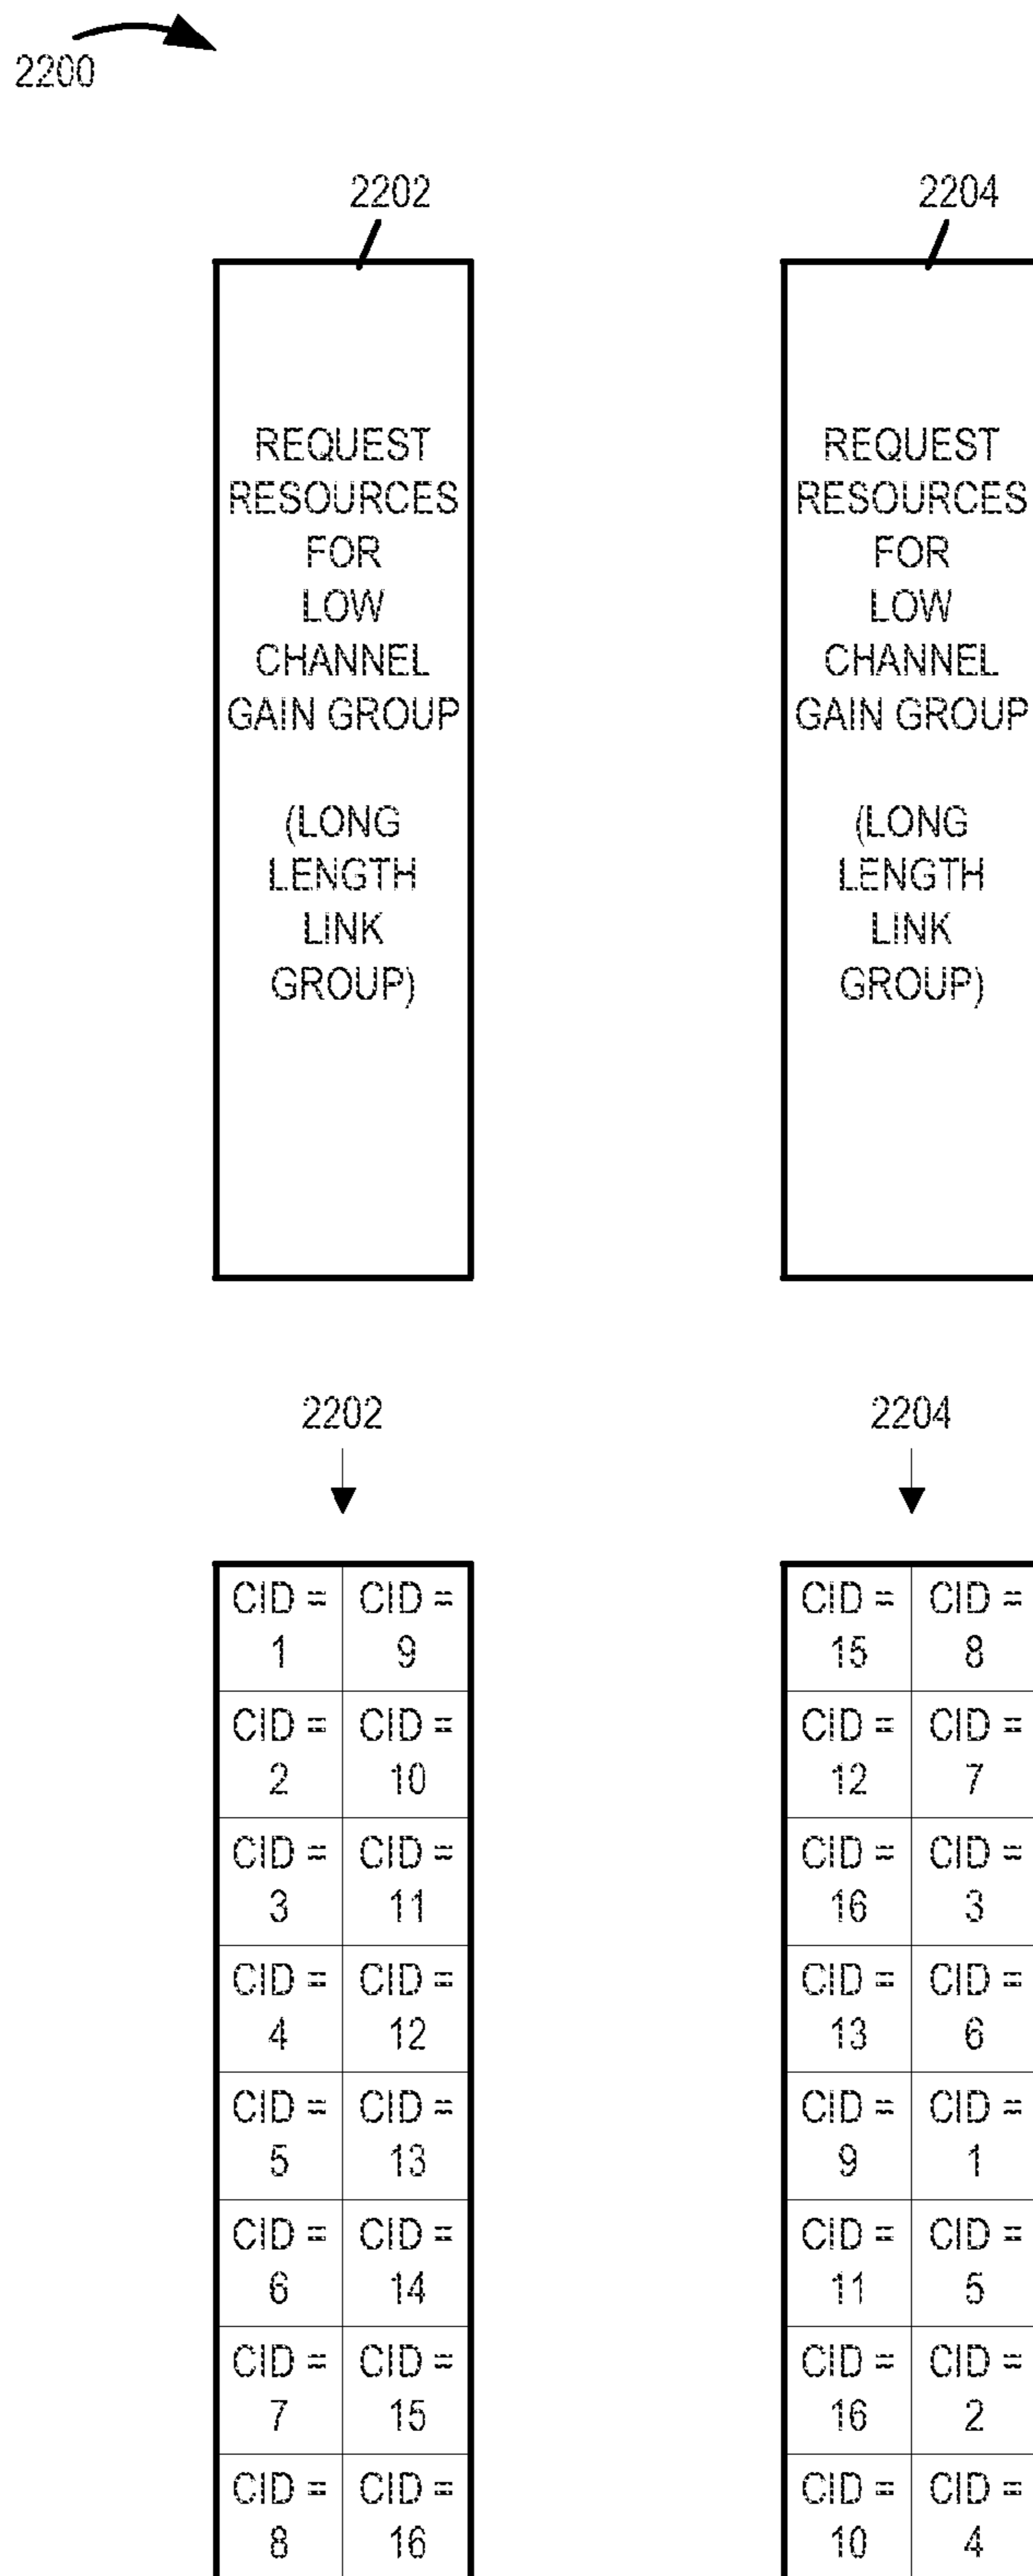 2200
2202
2204
REQUEST
RESOURCES
FOR
LOW
CHANNEL
GAIN GROUP
(LONG
LENGTH
LINK
GROUP)
REQUEST
RESOURCES
FOR
LOW
CHANNEL
GAIN GROUP
(LONG
LENGTH
LINK
GROUP)
2202
2204
CID = CID =
1 9
CID = CID =
2 10
CID = CID =
3 11
CID = CID =
4 12
CID = CID =
5 13
CID = CID =
6 14
CID = CID =
7 15
CID = CID =
8 16
CID = CID =
15 8
CID = CID =
12 7
CID = CID =
16 3
CID = CID =
13 6
CID = CID =
9 1
CID = CID =
11 5
CID = CID =
16 2
CID = CID =
10 4